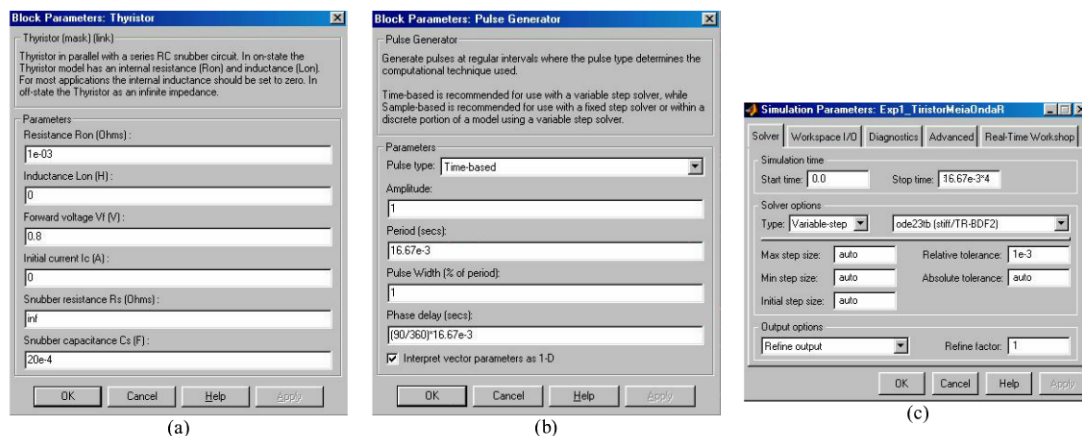 Block Parameters: Thyristor
Thyristor (mask) (link)
Thyristor in parallel with a series RC snubber circuit. In on-state the
Thyristor model has an internal resistance (Ron) and inductance (Lon).
For most applications the internal inductance should be set to zero. In
off-state the Thyristor as an infinite impedance.
Parameters
Resistance Ron (Ohms) :
1e-03
Inductance Lon (H) :
0
Forward voltage Vf (V) :
0.8
Initial current Ic (A) :
0
Snubber resistance Rs (Ohms) :
inf
Snubber capacitance Cs (F) :
20e-4
OK Cancel Help Apply
(a)
Block Parameters: Pulse Generator
Pulse Generator
Generate pulses at regular intervals where the pulse type determines the
computational technique used.
Time-based is recommended for use with a variable step solver, while
Sample-based is recommended for use with a fixed step solver or within a
discrete portion of a model using a variable step solver.
Parameters
Pulse type: Time-based
Amplitude:
1
Period (secs):
16.67e-3
Pulse Width (% of period):
1
Phase delay (secs):
(90/360)*16.67e-3
Interpret vector parameters as 1-D
OK Cancel Help Apply
(b)
Simulation Parameters: Exp1_TiristorMeiaOndaR
Solver Workspace I/O Diagnostics Advanced Real-Time Workshop
Simulation time
Start time: 0.0 Stop time: 16.67e-3*4
Solver options
Type: Variable-step ode23tb (stiff/TR-BDF2)
Max step size: auto Relative tolerance: 1e-3
Min step size: auto Absolute tolerance: auto
Initial step size: auto
Output options
Refine output Refine factor: 1
OK Cancel Help Apply
(c)